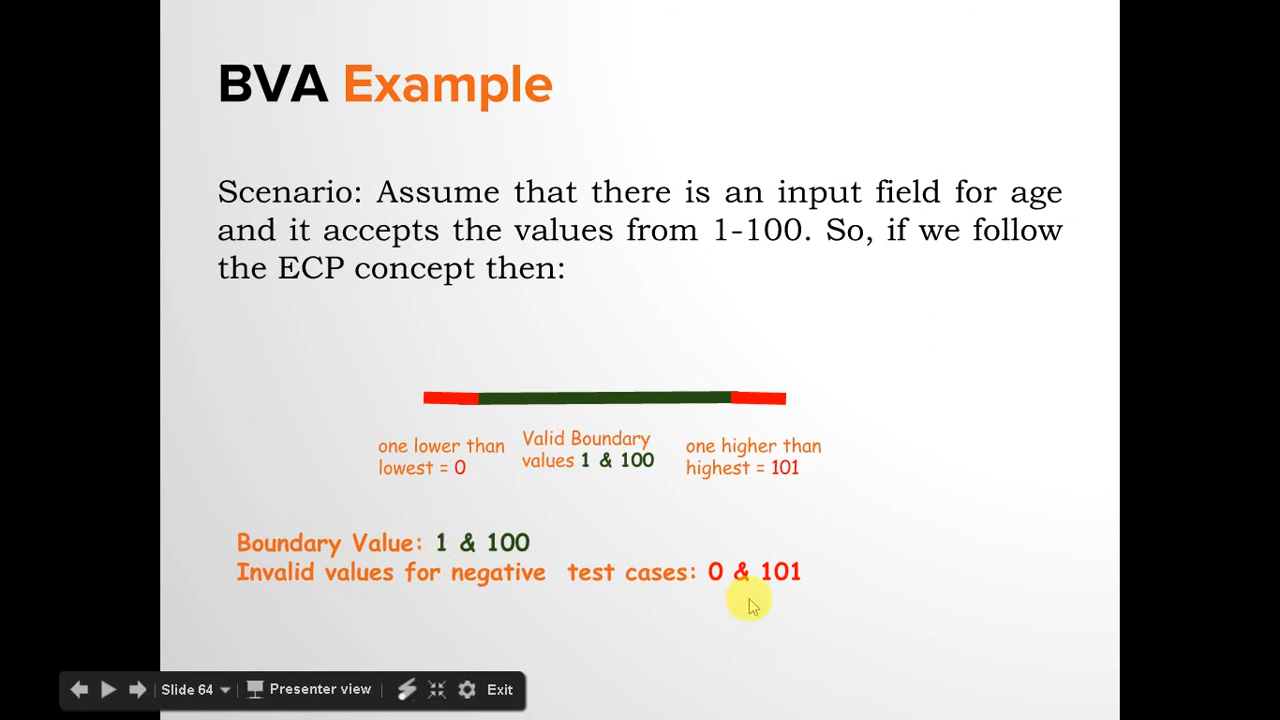 BVA Example
Scenario: Assume that there is an input field for age
and it accepts the values from 1-100. So, if we follow
the ECP concept then:
one lower than
lowest = 0
Valid Boundary
values 1 & 100
one higher than
highest = 101
Boundary Value: 1 & 100
Invalid values for negative test cases: 0 & 101
Slide 64
Presenter view
Exit